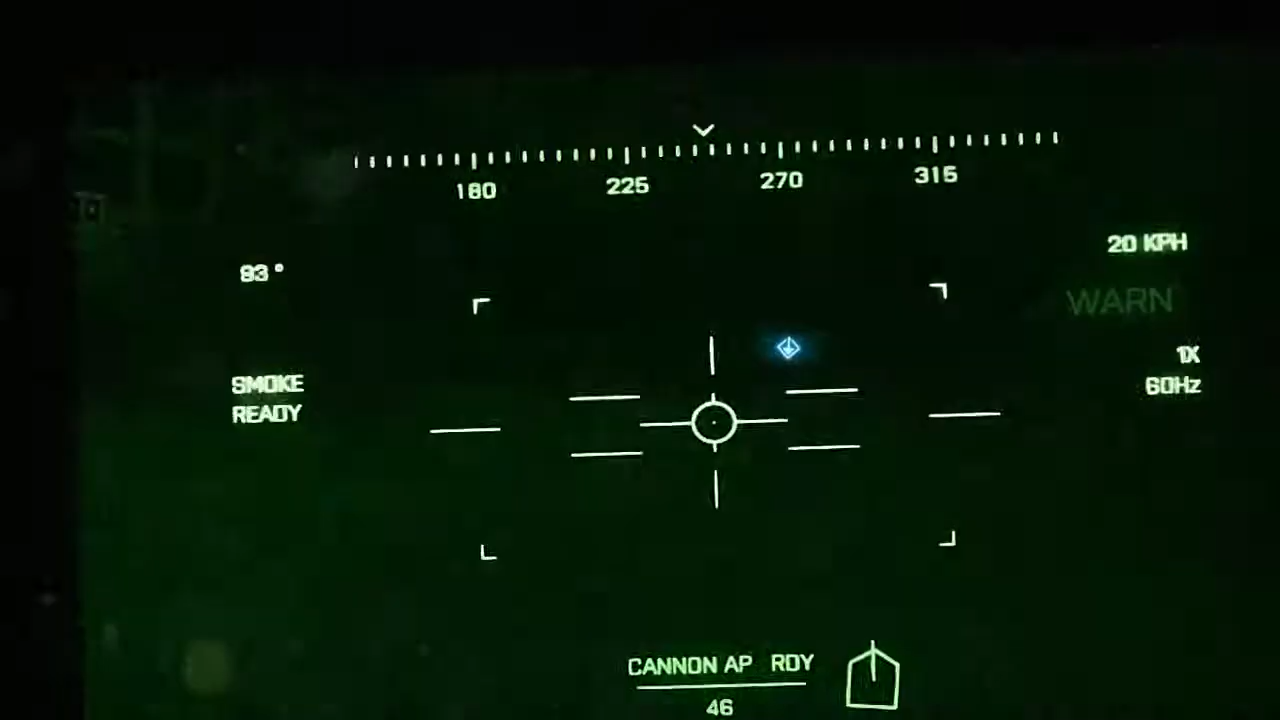 180 225 270 315
20 KPH
93 °
WARN
1X
SMOKE
60Hz
READY
CANNON AP RDY
46